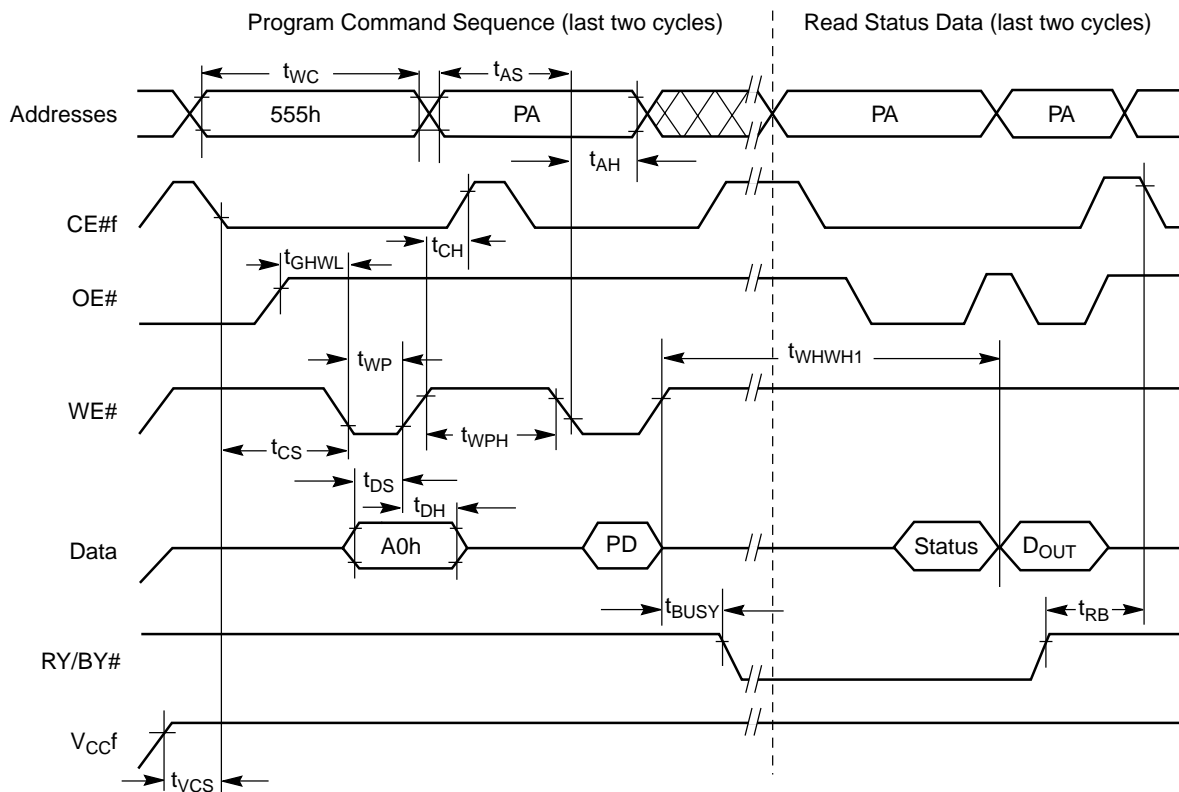 Program Command Sequence (last two cycles)
Read Status Data (last two cycles)
tWC
tAS
Addresses
555h
PA
PA
PA
tAH
CE#f
tCH
tGHWL
OE#
tWP
tWHWH1
WE#
tCS
tWPH
tDS
tDH
Data
A0h
PD
Status
DOUT
tBUSY
tRB
RY/BY#
VCCf
tVCS